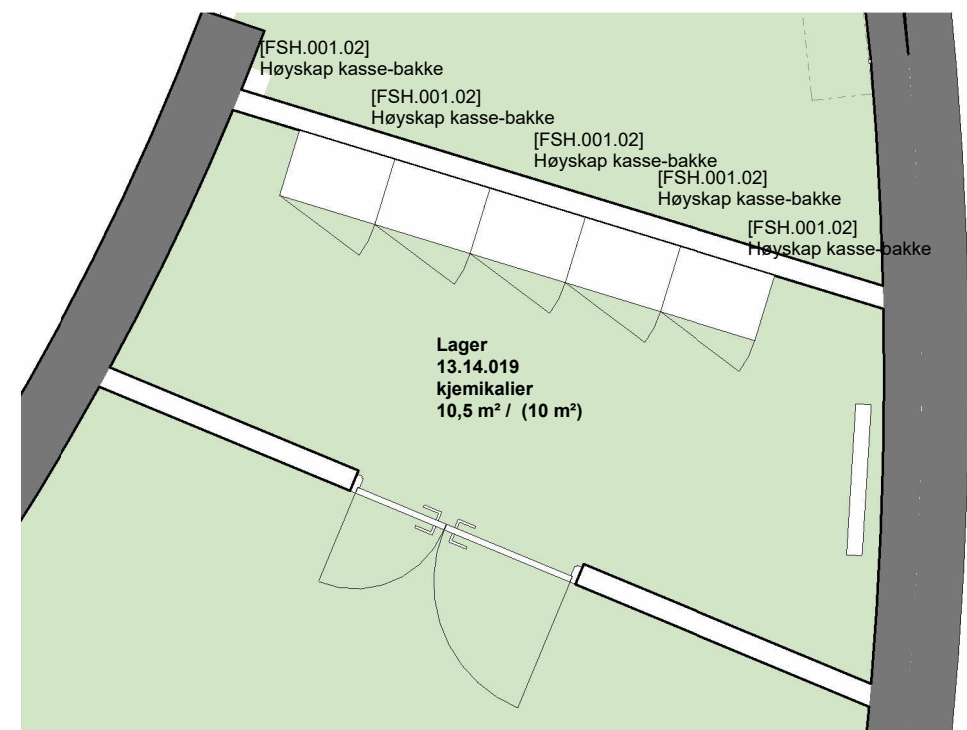 [FSH.001.02]
Høyskap kasse-bakke
[FSH.001.02]
Høyskap kasse-bakke
[FSH.001.02]
Høyskap kasse-bakke
[FSH.001.02]
Høyskap kasse-bakke
[FSH.001.02]
Høyskap kasse-bakke
Lager
13.14.019
kjemikalier
10,5 m² / (10 m²)